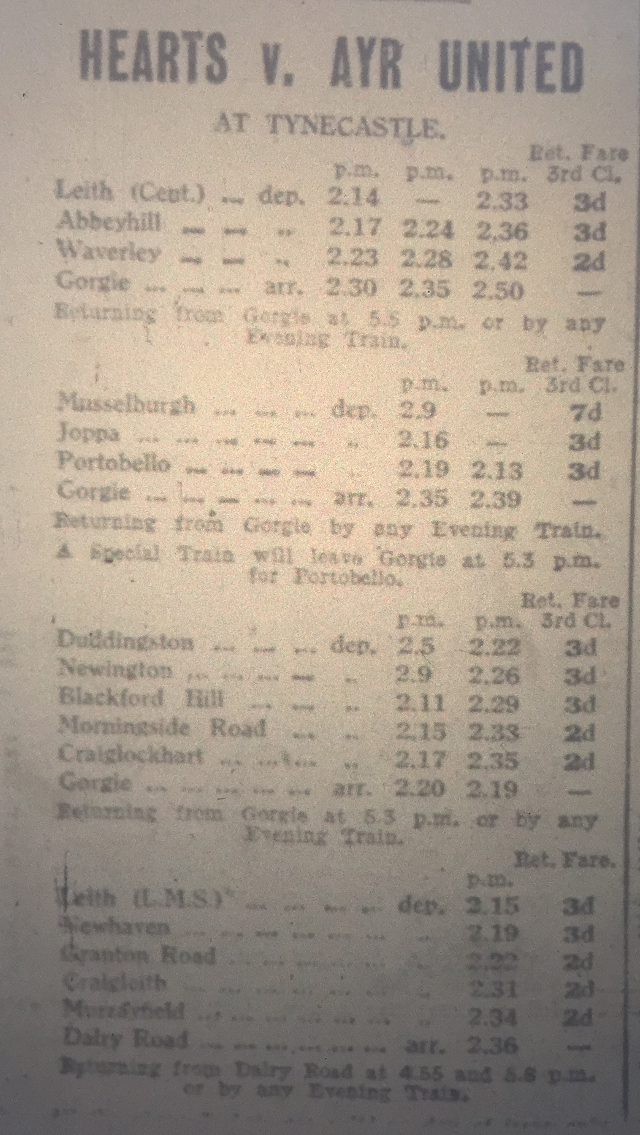 HEARTS v. AYR UNITED
AT TYNECASTLE.
Ret. Fare
p.m. p.m. p.m. 3rd Cl.
Leith (Cent.) ... dep. 2.14 — 2.33 3d
Abbeyhill ... ... ,, 2.17 2.24 2.36 3d
Waverley ... ... ,, 2.23 2.28 2.42 2d
Gorgie ... ... ... arr. 2.30 2.35 2.50 —
Returning from Gorgie at 5.5 p.m. or by any
Evening Train.
Ret. Fare
p.m. p.m. 3rd Cl.
Musselburgh ... ... ... dep. 2.9 — 7d
Joppa ... ... ... ... ... ,, 2.16 — 3d
Portobello ... ... ... ... ,, 2.19 2.13 3d
Gorgie ... ... ... ... ... arr. 2.35 2.39 —
Returning from Gorgie by any Evening Train.
A Special Train will leave Gorgie at 5.3 p.m.
for Portobello.
Ret. Fare
p.m. p.m. 3rd Cl.
Duddingston ... ... ... dep. 2.5 2.22 3d
Newington ... ... ... ... ,, 2.9 2.26 3d
Blackford Hill ... ... ,, 2.11 2.29 3d
Morningside Road ... ,, 2.15 2.33 2d
Craiglockhart ... ... ... ,, 2.17 2.35 2d
Gorgie ... ... ... ... ... arr. 2.20 2.19 —
Returning from Gorgie at 5.3 p.m. or by any
Evening Train.
Ret. Fare.
p.m.
Leith (L.M.S.) ... ... ... ... dep. 2.15 3d
Newhaven ... ... ... ... ... ,, 2.19 3d
Granton Road ... ... ... ... ,, 2.22 2d
Craigleith ... ... ... ... ... ,, 2.31 2d
Murrayfield ... ... ... ... ... ,, 2.34 2d
Dalry Road ... ... ... ... ... arr. 2.36 —
Returning from Dalry Road at 4.55 and 5.8 p.m.
or by any Evening Train.